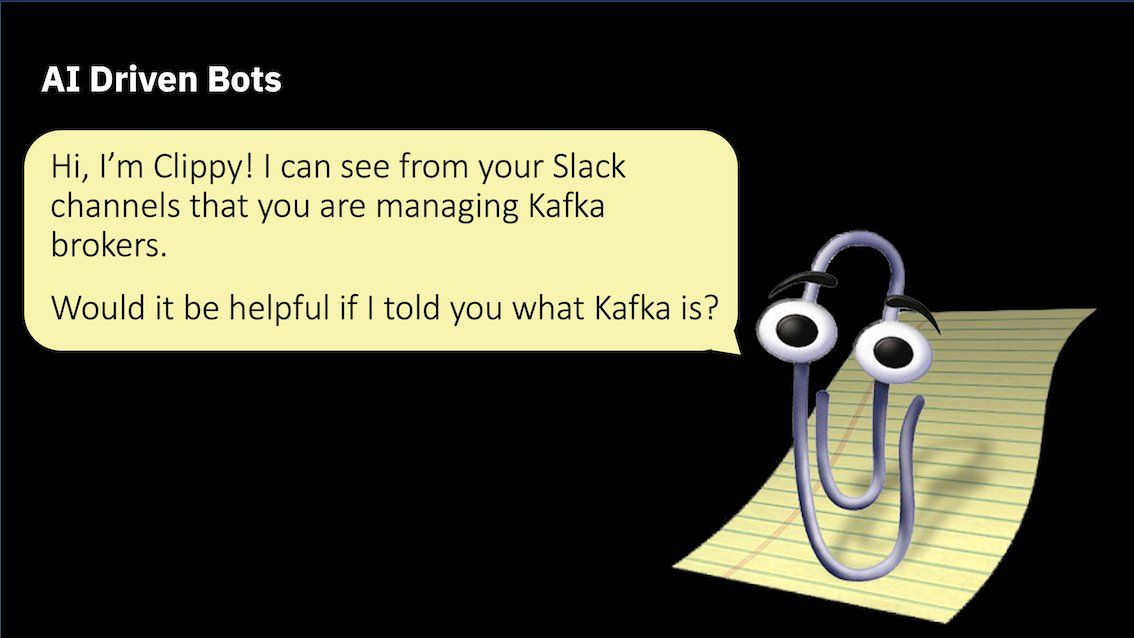 AI Driven Bots
Hi, I’m Clippy! I can see from your Slack
channels that you are managing Kafka
brokers.
Would it be helpful if I told you what Kafka is?